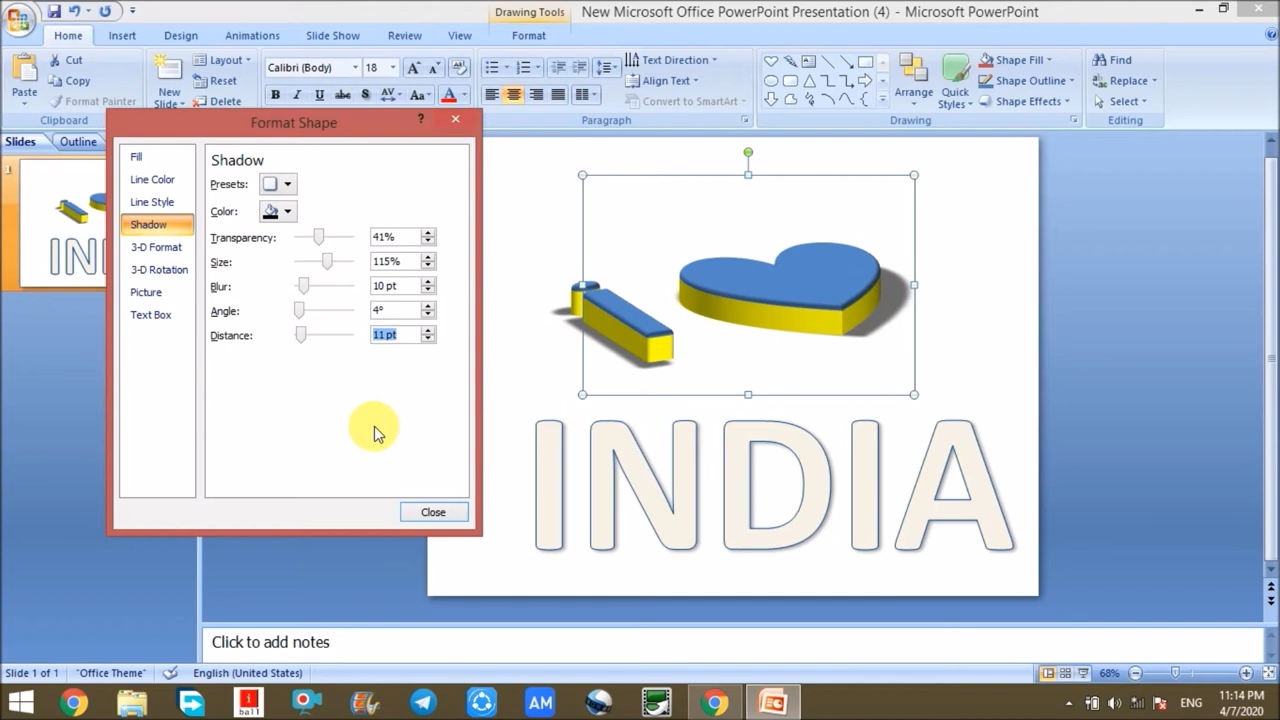 Drawing Tools
New Microsoft Office PowerPoint Presentation (4) - Microsoft PowerPoint
Home Insert Design Animations Slide Show Review View Format
Paste
Cut
Copy
Format Painter
Clipboard
New
Slide
Layout
Reset
Delete
Calibri (Body) 18
B I U abc S AV Aa A
Text Direction
Align Text
Convert to SmartArt
Paragraph
Arrange
Quick
Styles
Shape Fill
Shape Outline
Shape Effects
Drawing
Find
Replace
Select
Editing
Slides Outline
1
Format Shape
? ×
Fill
Line Color
Line Style
Shadow
3-D Format
3-D Rotation
Picture
Text Box
Shadow
Presets:
Color:
Transparency: 41%
Size: 115%
Blur: 10 pt
Angle: 4°
Distance: 11 pt
Close
INDIA
Click to add notes
Slide 1 of 1 "Office Theme" English (United States) 68%
iball
AM
ENG
11:14 PM
4/7/2020